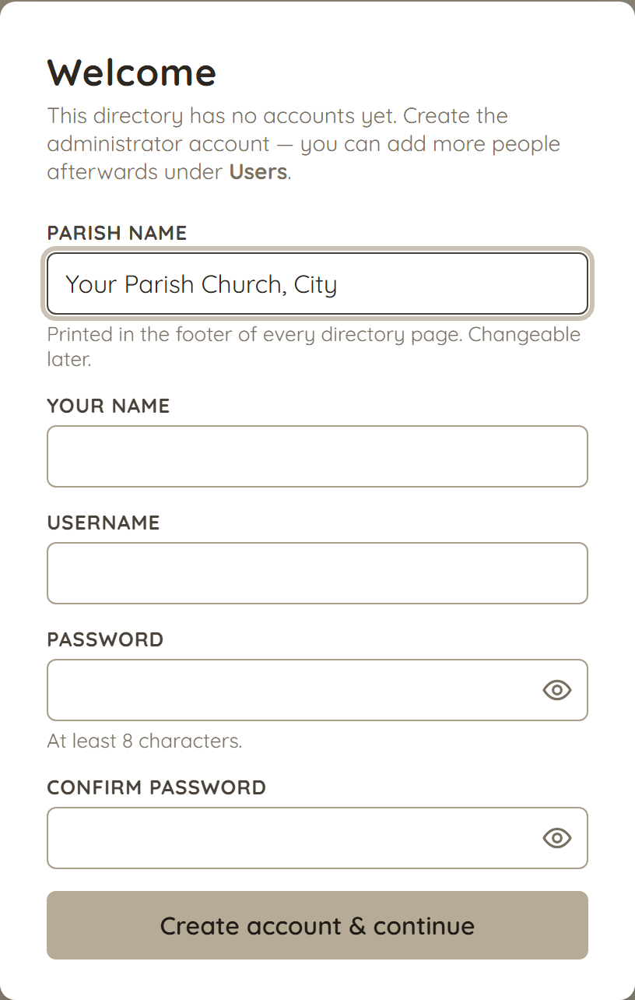 Welcome
This directory has no accounts yet. Create the
administrator account — you can add more people
afterwards under Users.
PARISH NAME
Your Parish Church, City
Printed in the footer of every directory page. Changeable
later.
YOUR NAME
USERNAME
PASSWORD
At least 8 characters.
CONFIRM PASSWORD
Create account & continue